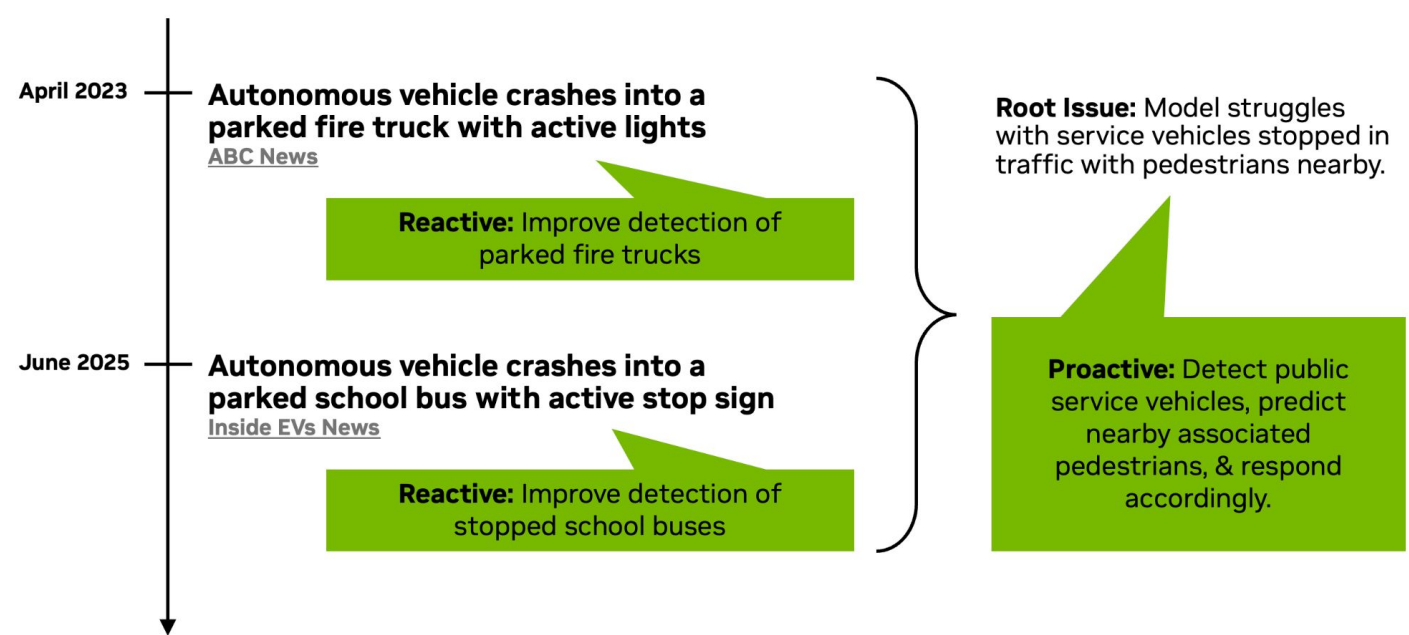 April 2023
Autonomous vehicle crashes into a
parked fire truck with active lights
ABC News
Reactive: Improve detection of
parked fire trucks
June 2025
Autonomous vehicle crashes into a
parked school bus with active stop sign
Inside EVs News
Reactive: Improve detection of
stopped school buses
Root Issue: Model struggles
with service vehicles stopped in
traffic with pedestrians nearby.
Proactive: Detect public
service vehicles, predict
nearby associated
pedestrians, & respond
accordingly.